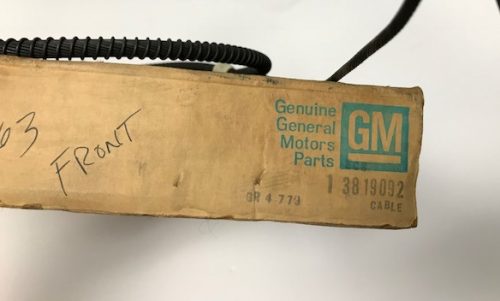 63
FRONT
Genuine
General
Motors
Parts
GM
1 3819092
GR 4 779
CABLE